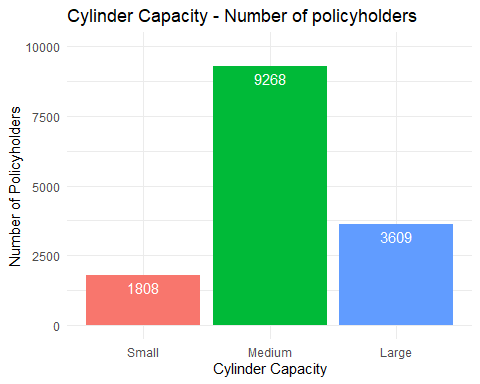 Cylinder Capacity - Number of policyholders
Number of Policyholders
10000
7500
5000
2500
0
9268
3609
1808
Small Medium Large
Cylinder Capacity